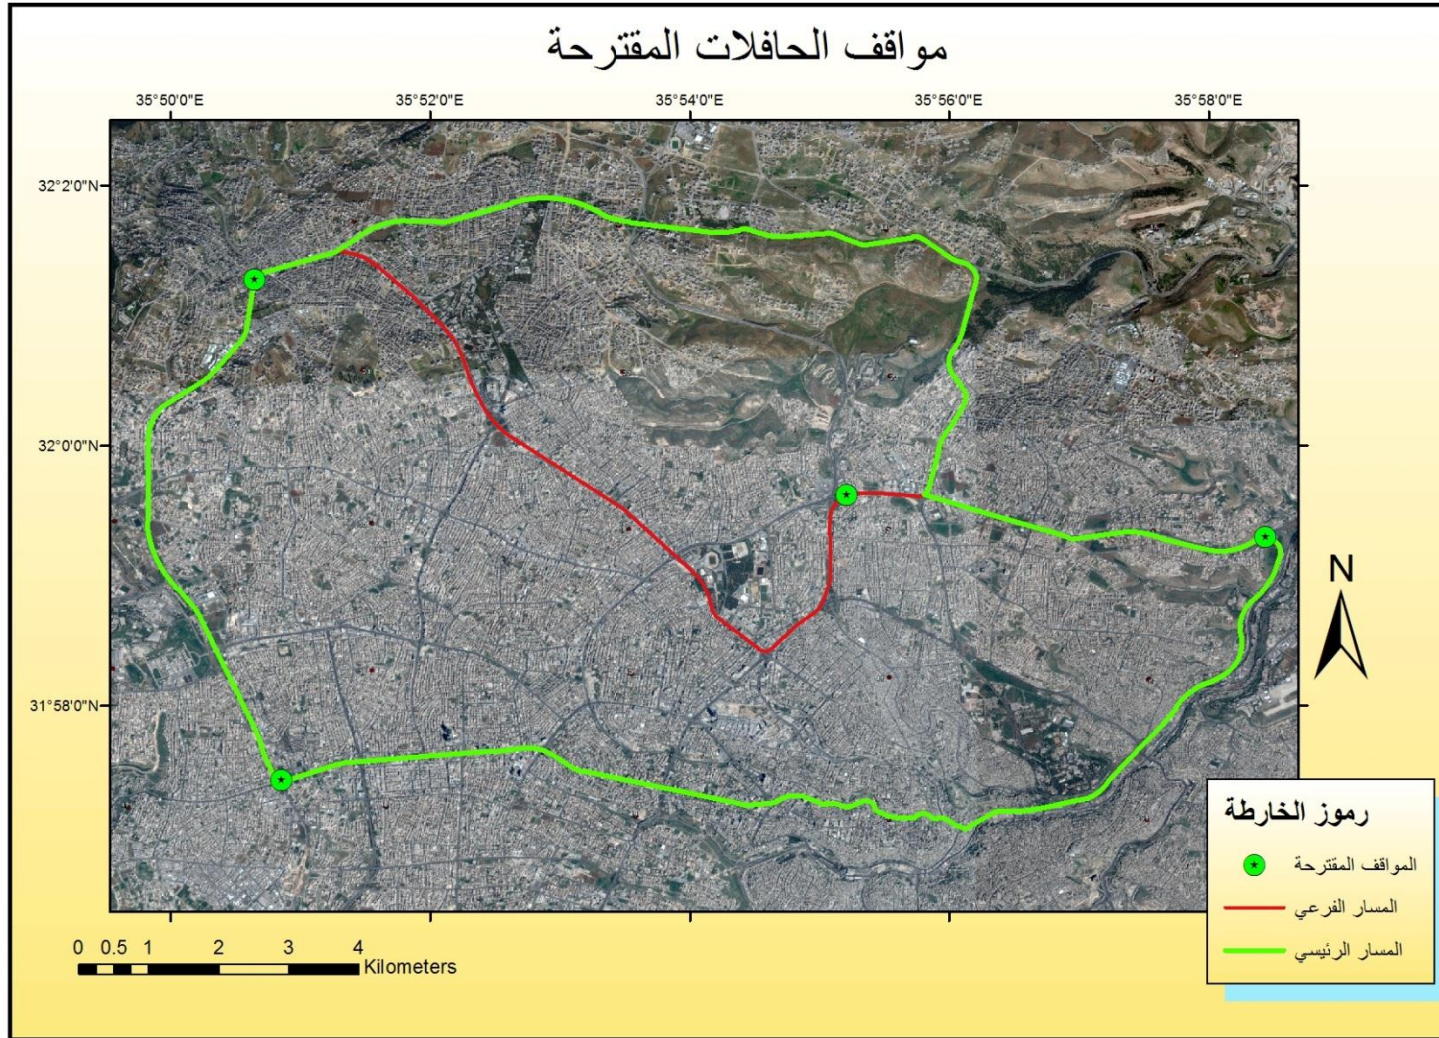 مواقف الحافلات المقترحة
35°50'0"E 35°52'0"E 35°54'0"E 35°56'0"E 35°58'0"E
32°2'0"N
32°0'0"N
31°58'0"N
N
رموز الخارطة
المواقف المقترحة
المسار الفرعي
المسار الرئيسي
0 0.5 1 2 3 4
Kilometers